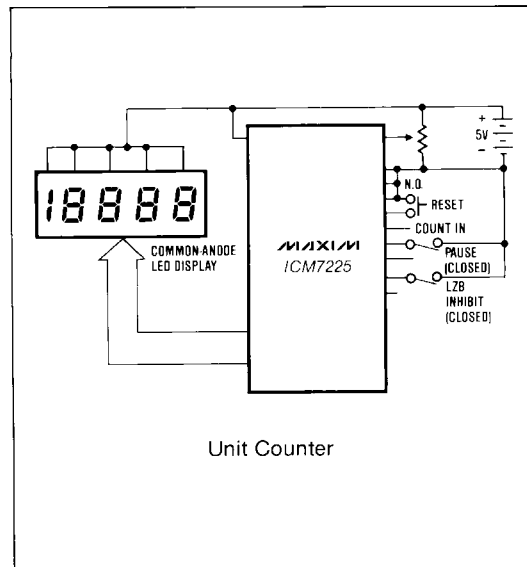 +
5V
−
N.O.
RESET
18888
COUNT IN
COMMON-ANODE
LED DISPLAY
MAXIM
ICM7225
PAUSE
(CLOSED)
LZB
INHIBIT
(CLOSED)
Unit Counter